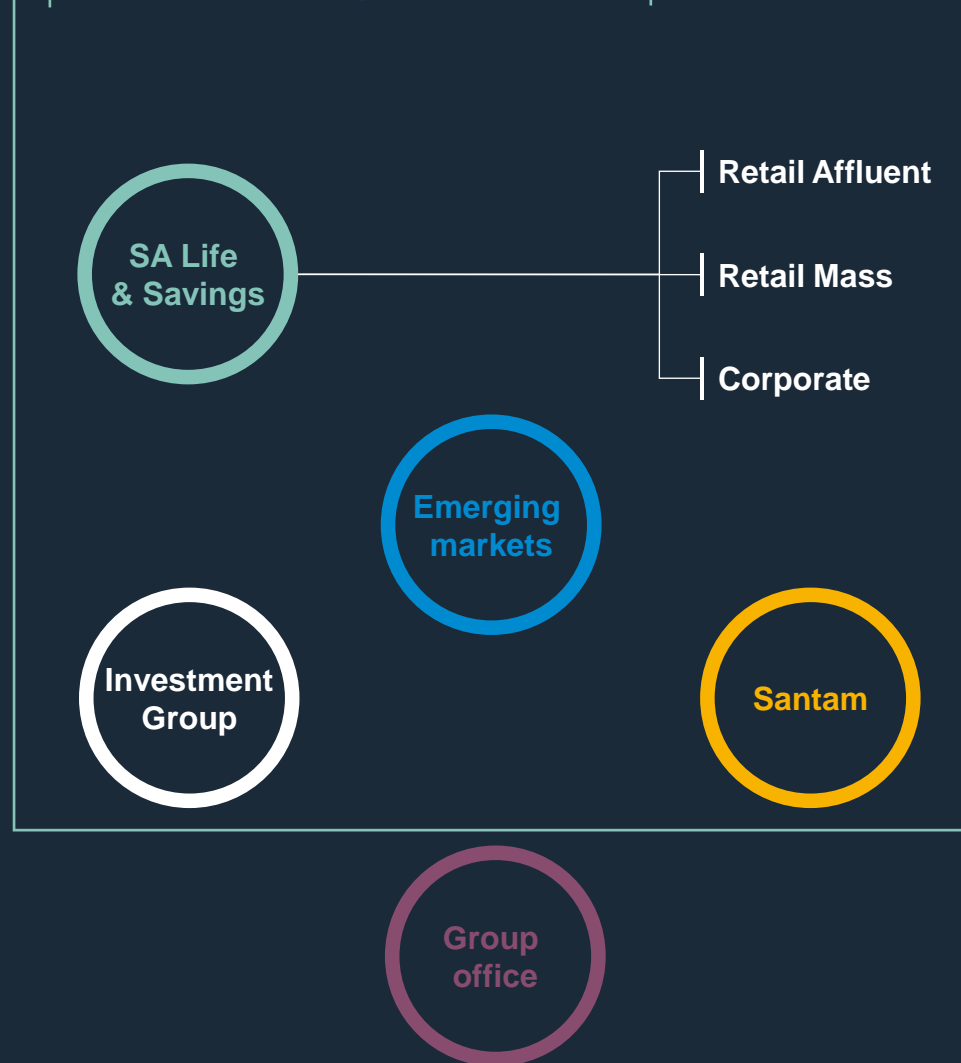 SA Life
& Savings
Retail Affluent
Retail Mass
Corporate
Emerging
markets
Investment
Group
Santam
Group
office